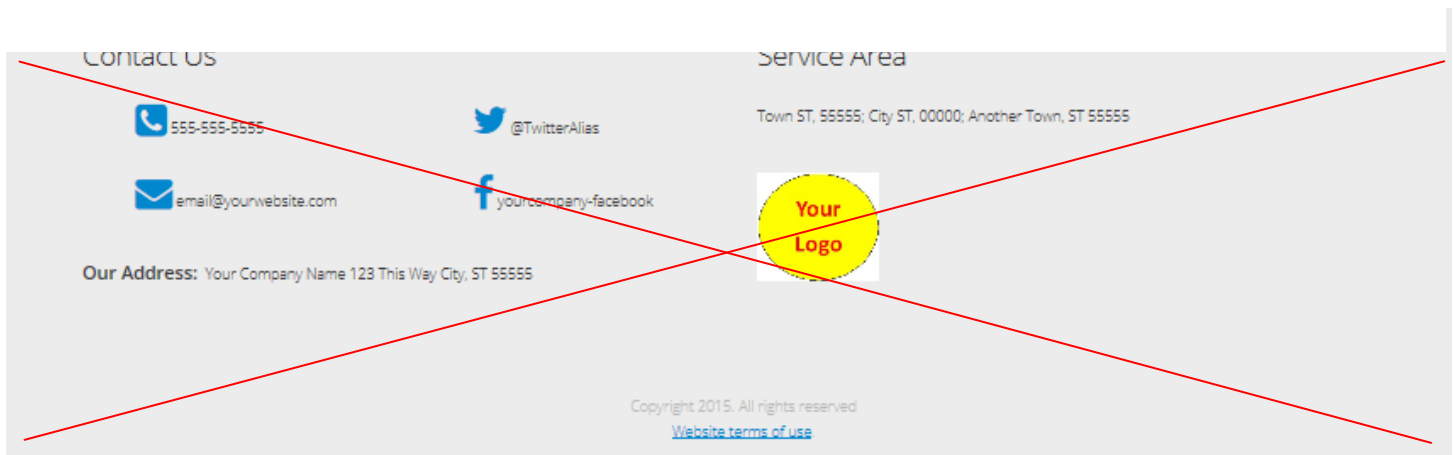 Contact Us
555-555-5555
@TwitterAlias
email@yourwebsite.com
yourcompany-facebook
Our Address: Your Company Name 123 This Way City, ST 55555
Service Area
Town ST, 55555; City ST, 00000; Another Town, ST 55555
Your
Logo
Copyright 2015. All rights reserved
Website terms of use